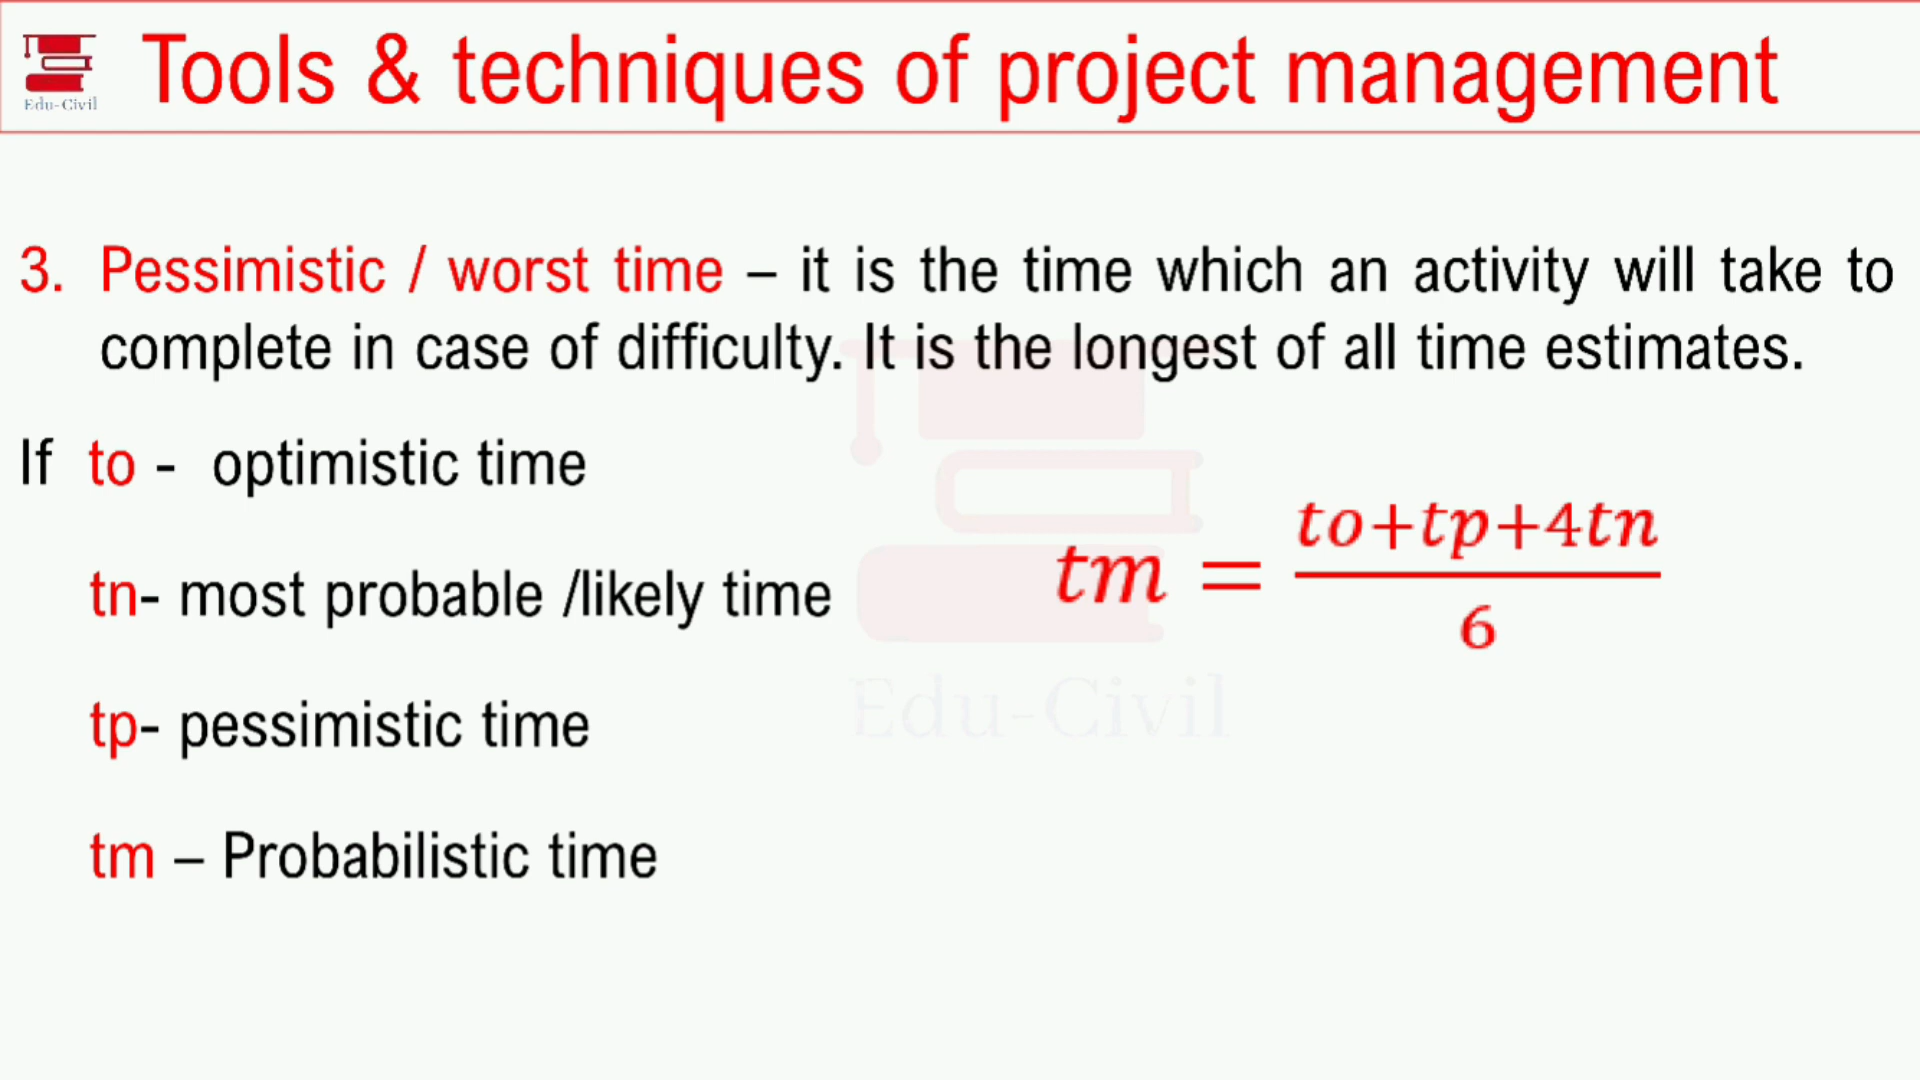 Edu-Civil
Tools & techniques of project management
3. Pessimistic / worst time – it is the time which an activity will take to
complete in case of difficulty. It is the longest of all time estimates.
If to - optimistic time
tn- most probable /likely time
tm = to+tp+4tn / 6
Edu-Civil
tp- pessimistic time
tm – Probabilistic time